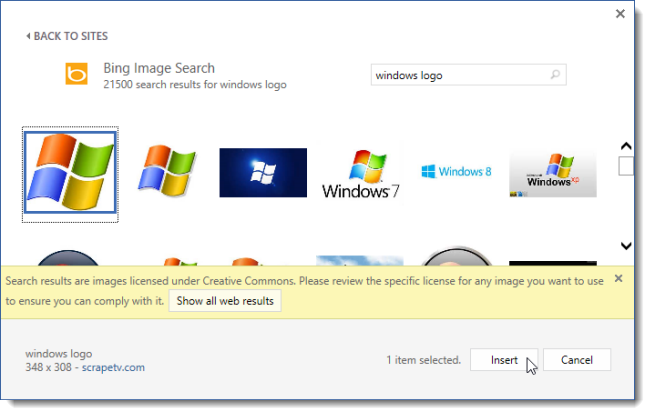 BACK TO SITES
Bing Image Search
21500 search results for windows logo
windows logo
Windows 7
Windows 8
Windows xp
Search results are images licensed under Creative Commons. Please review the specific license for any image you want to use
to ensure you can comply with it. Show all web results
windows logo
348 x 308 - scrapetv.com
1 item selected.
Insert
Cancel